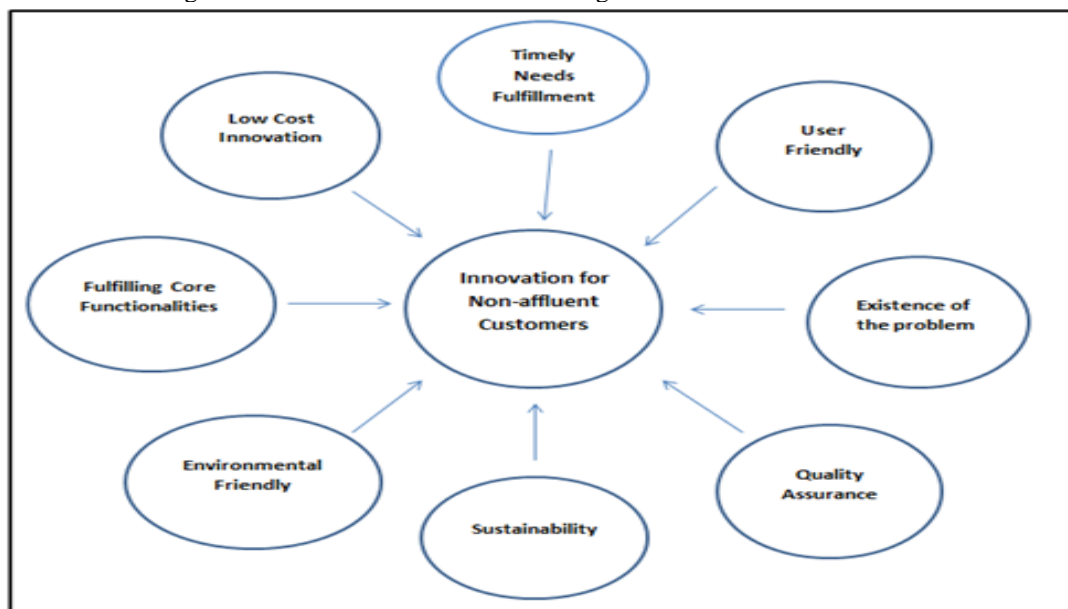 Timely
Needs
Fulfillment
Low Cost
Innovation
User
Friendly
Fulfilling Core
Functionalities
Innovation for
Non-affluent
Customers
Existence of
the problem
Environmental
Friendly
Sustainability
Quality
Assurance